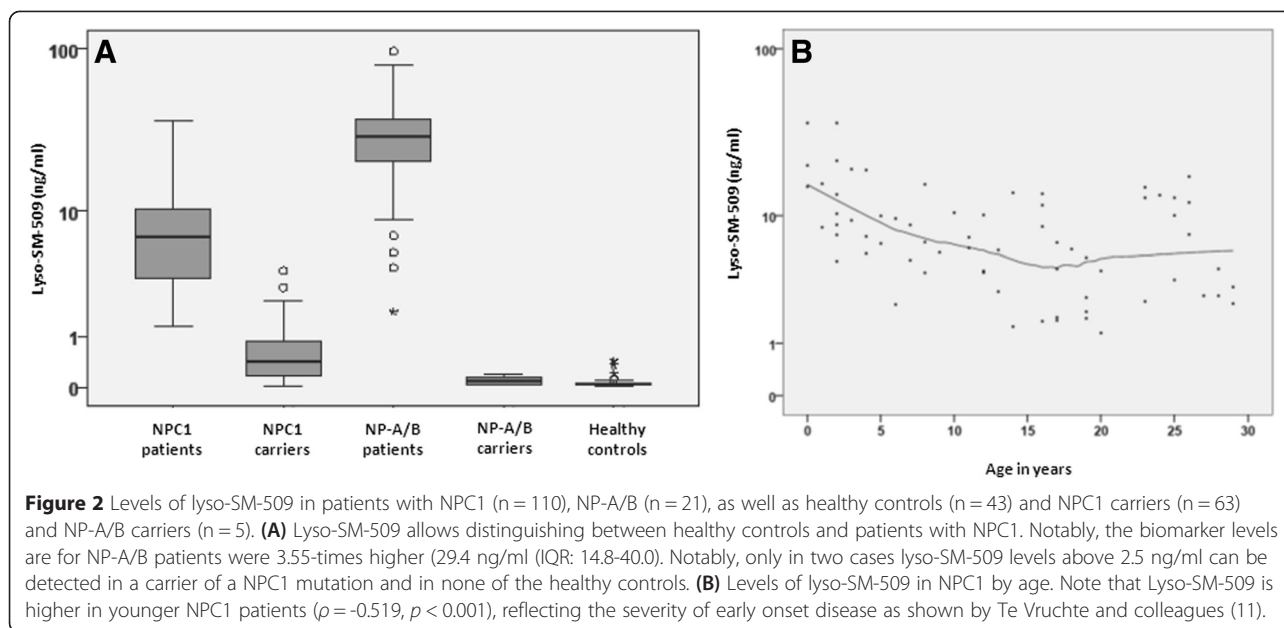 A
B
100
10
1
0
Lyso-SM-509 (ng/ml)
NPC1 patients
NPC1 carriers
NP-A/B patients
NP-A/B carriers
Healthy controls
100
10
1
0
Lyso-SM-509 (ng/ml)
0 5 10 15 20 25 30
Age in years
Figure 2 Levels of lyso-SM-509 in patients with NPC1 (n = 110), NP-A/B (n = 21), as well as healthy controls (n = 43) and NPC1 carriers (n = 63)
and NP-A/B carriers (n = 5). (A) Lyso-SM-509 allows distinguishing between healthy controls and patients with NPC1. Notably, the biomarker levels
are for NP-A/B patients were 3.55-times higher (29.4 ng/ml (IQR: 14.8-40.0). Notably, only in two cases lyso-SM-509 levels above 2.5 ng/ml can be
detected in a carrier of a NPC1 mutation and in none of the healthy controls. (B) Levels of lyso-SM-509 in NPC1 by age. Note that Lyso-SM-509 is
higher in younger NPC1 patients (ρ = -0.519, p < 0.001), reflecting the severity of early onset disease as shown by Te Vruchte and colleagues (11).